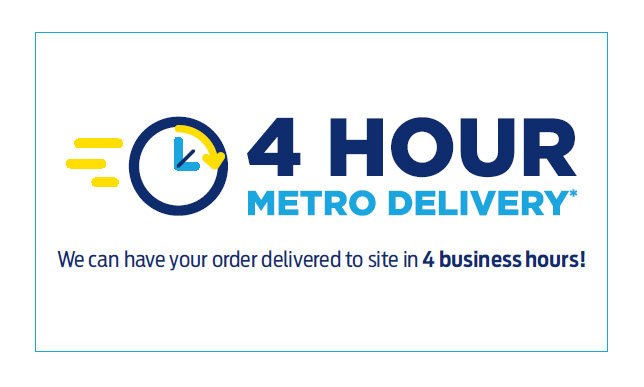 4 HOUR
METRO DELIVERY*
We can have your order delivered to site in 4 business hours!